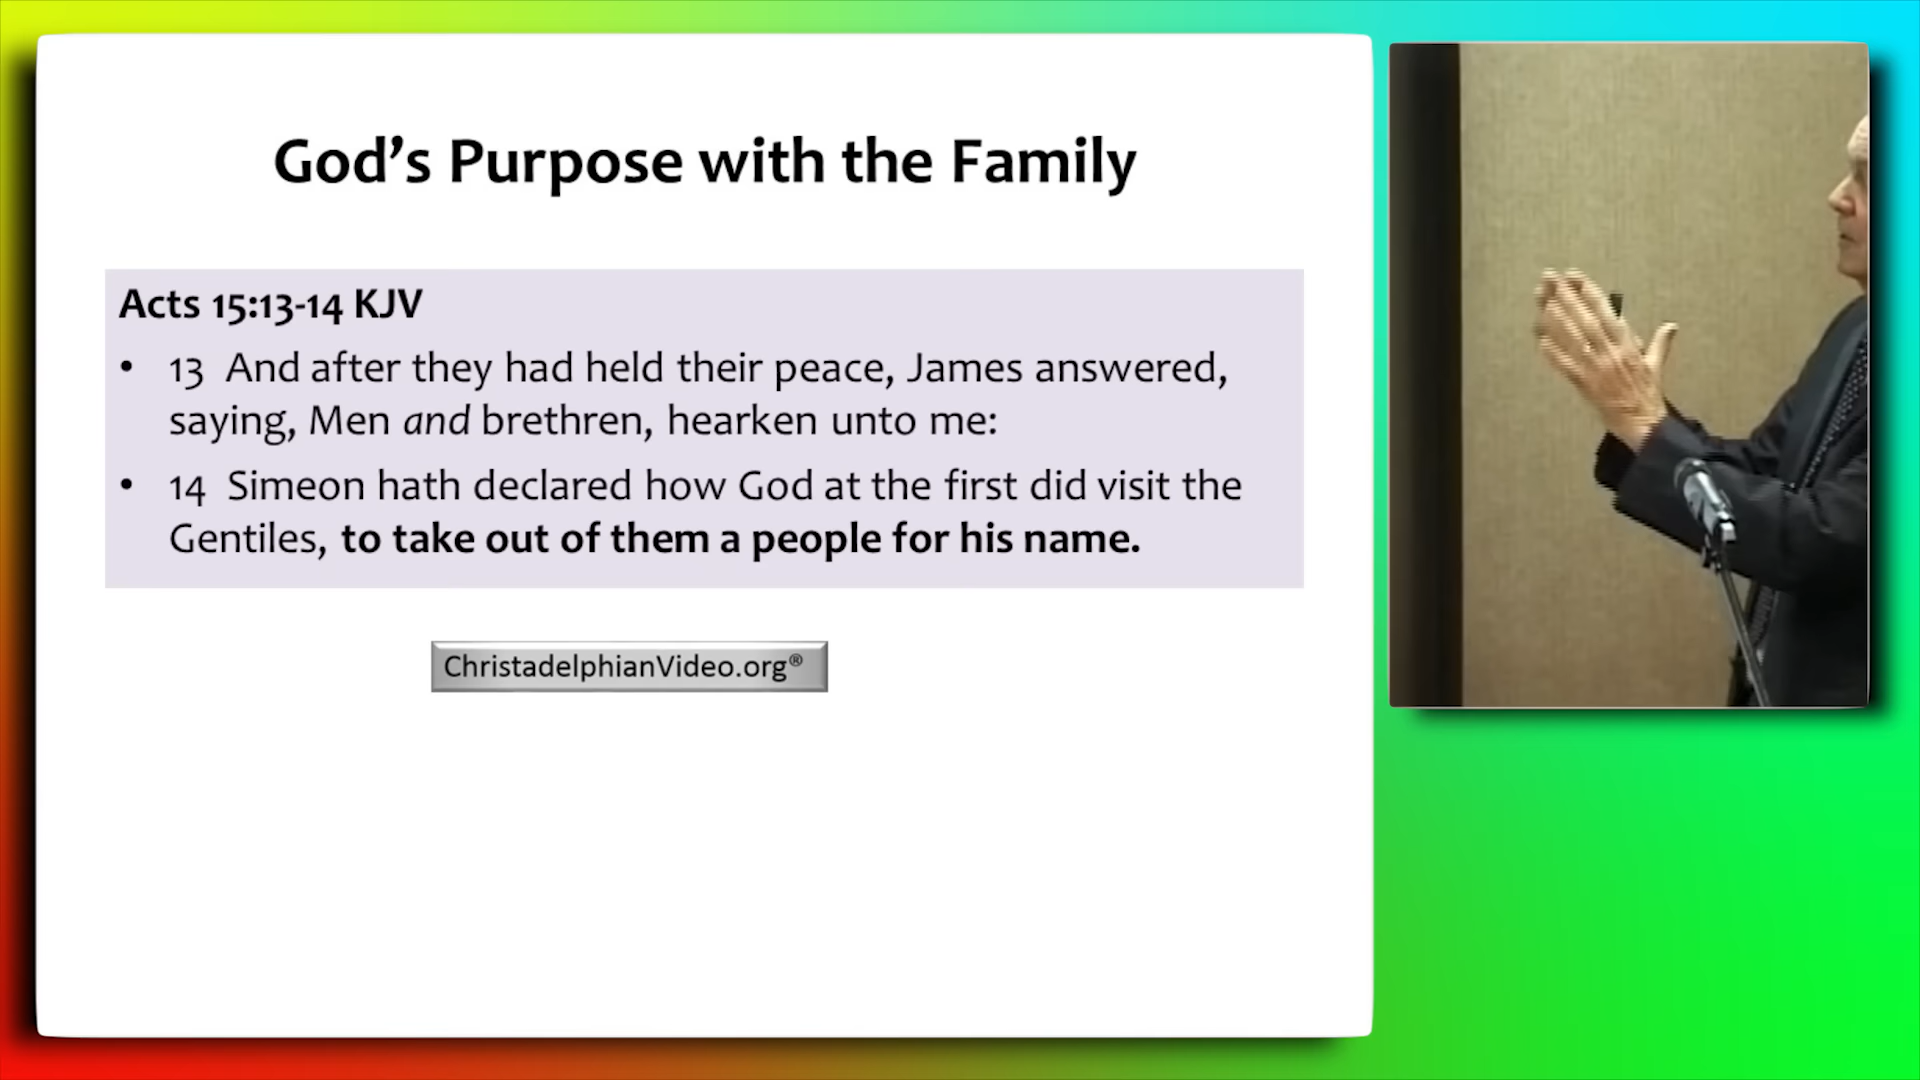 God’s Purpose with the Family
Acts 15:13-14 KJV
• 13 And after they had held their peace, James answered,
saying, Men and brethren, hearken unto me:
• 14 Simeon hath declared how God at the first did visit the
Gentiles, to take out of them a people for his name.
ChristadelphianVideo.org®